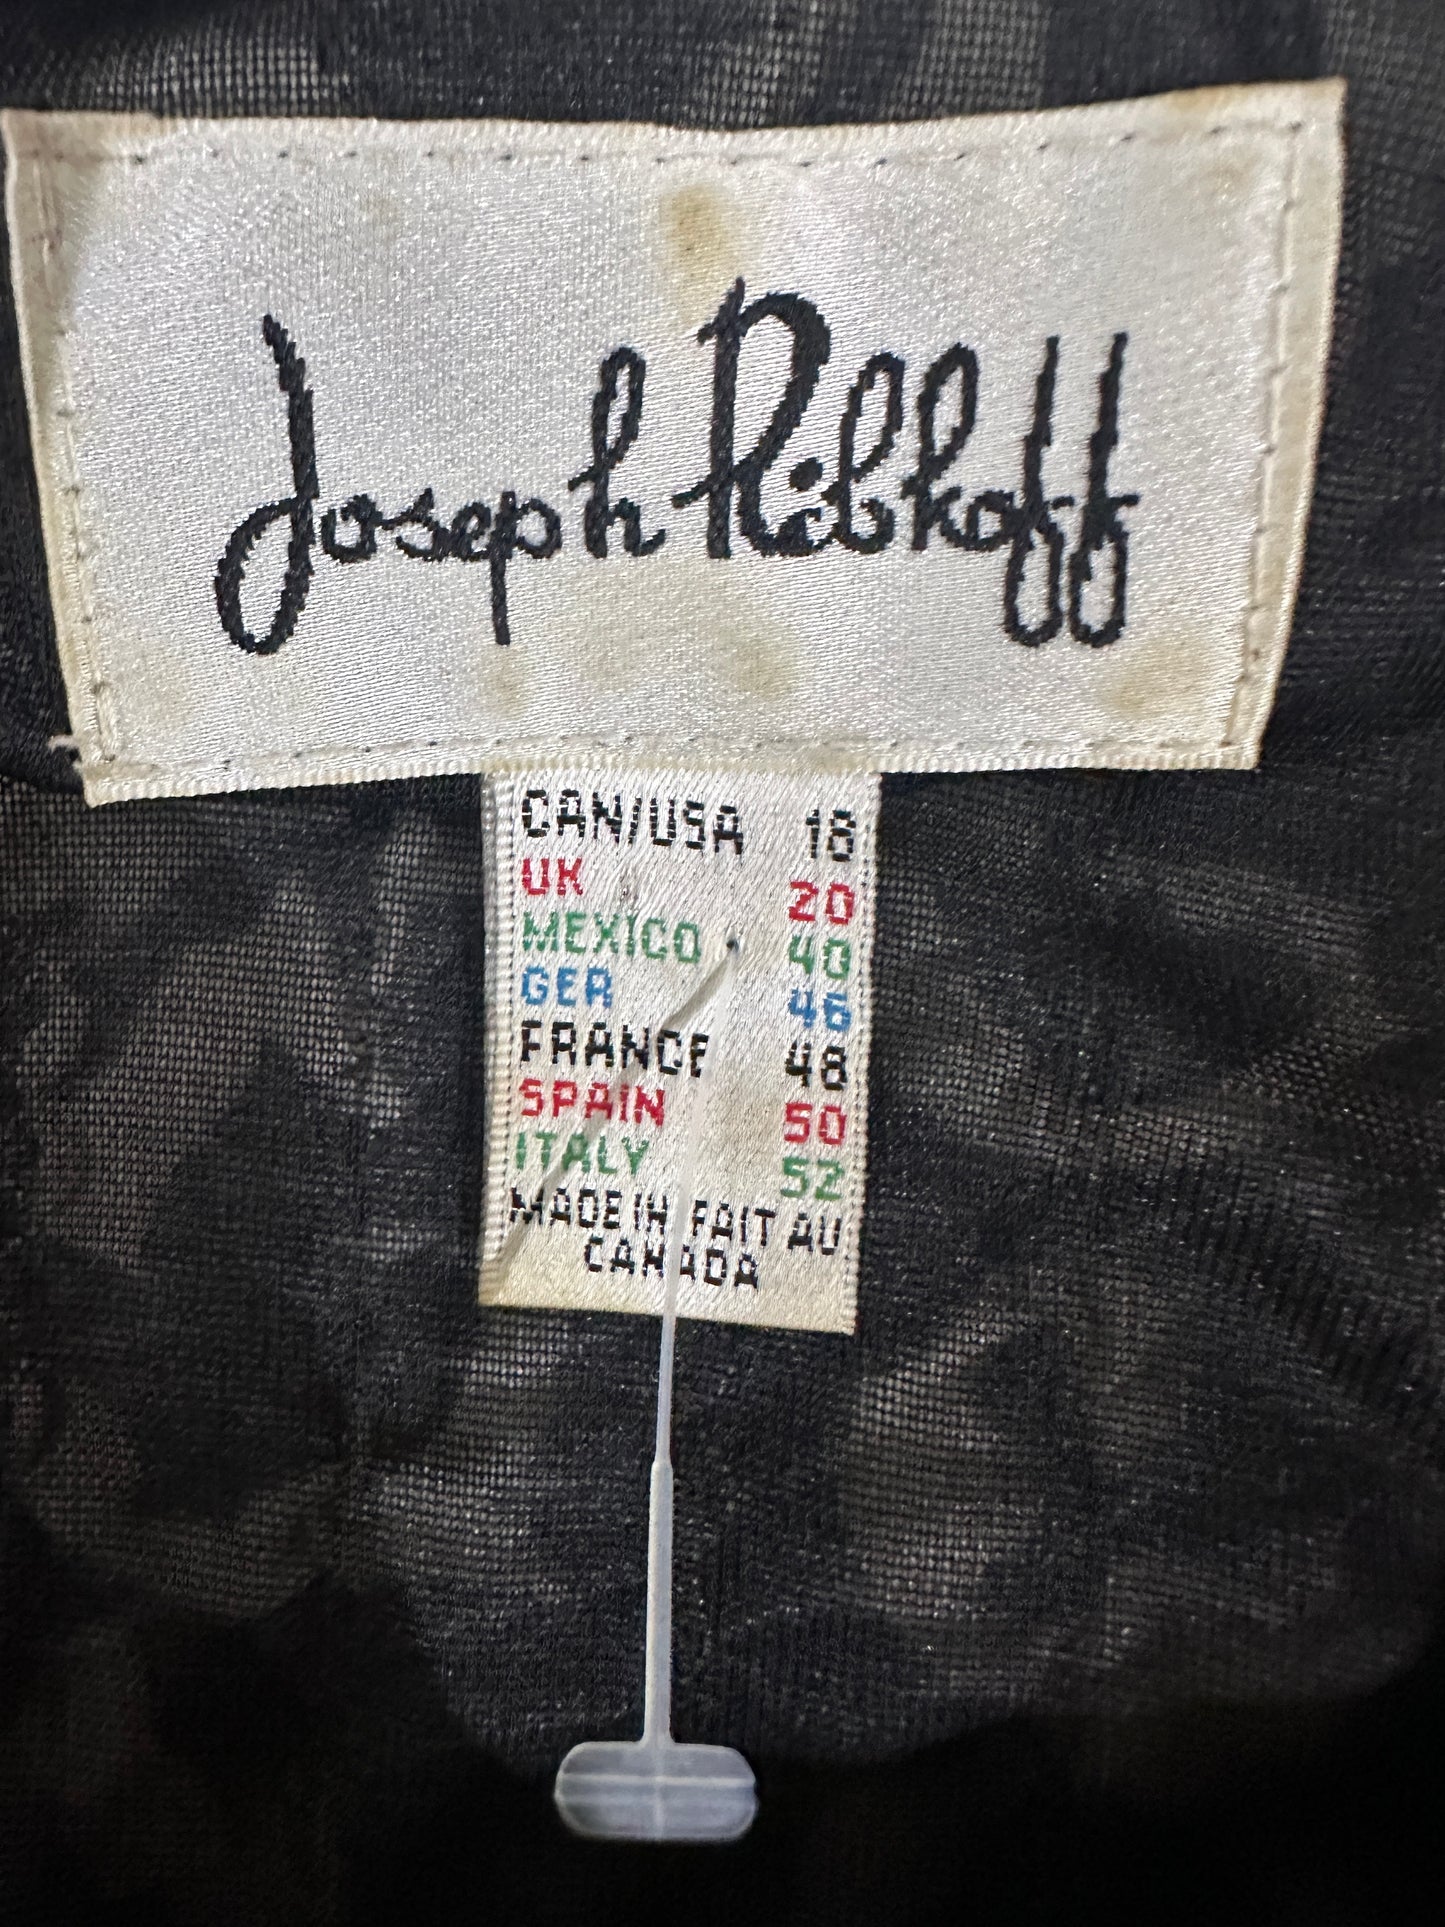 Joseph Ribkoff
CAN/USA 18
UK 20
MEXICO 40
GER 46
FRANCE 48
SPAIN 50
ITALY 52
MADE IN FAIT AU
CANADA